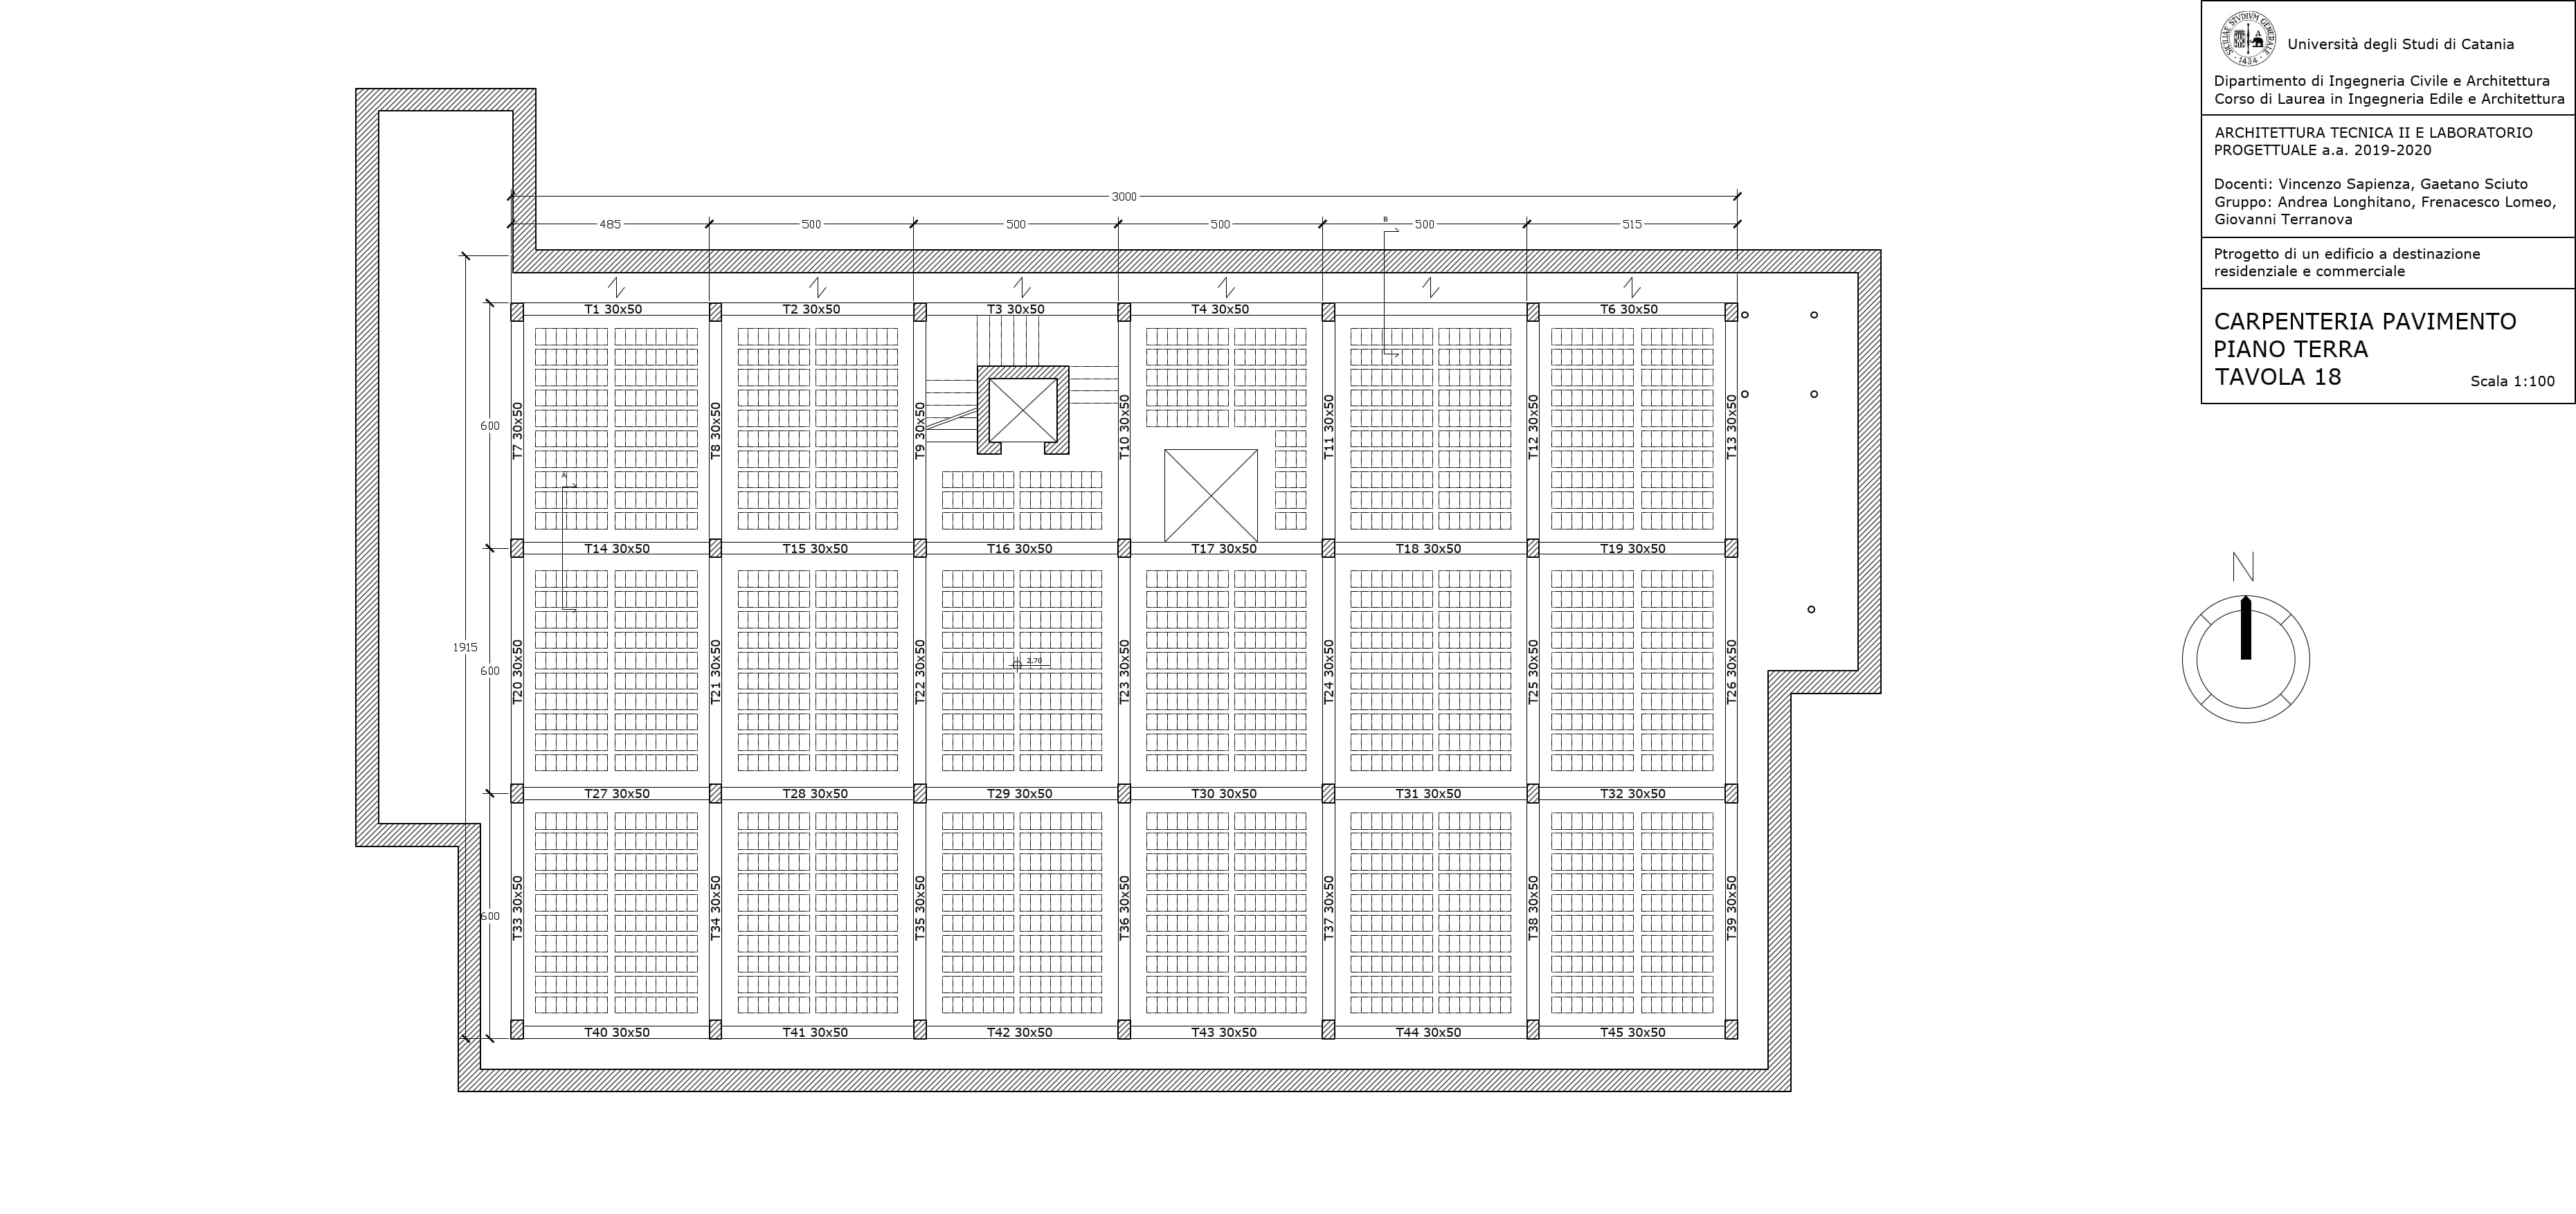 SICILIAE STVDIVM GENERALE
· 1434 ·
Università degli Studi di Catania
Dipartimento di Ingegneria Civile e Architettura
Corso di Laurea in Ingegneria Edile e Architettura
ARCHITETTURA TECNICA II E LABORATORIO
PROGETTUALE a.a. 2019-2020
Docenti: Vincenzo Sapienza, Gaetano Sciuto
Gruppo: Andrea Longhitano, Frenacesco Lomeo,
Giovanni Terranova
Ptrogetto di un edificio a destinazione
residenziale e commerciale
CARPENTERIA PAVIMENTO
PIANO TERRA
TAVOLA 18
Scala 1:100
N
3000
485 500 500 500 500 515
B
T1 30x50 T2 30x50 T3 30x50 T4 30x50 T6 30x50
600
T7 30x50 T8 30x50 T9 30x50 T10 30x50 T11 30x50 T12 30x50 T13 30x50
A
T14 30x50 T15 30x50 T16 30x50 T17 30x50 T18 30x50 T19 30x50
1915
600
2.70
T20 30x50 T21 30x50 T22 30x50 T23 30x50 T24 30x50 T25 30x50 T26 30x50
T27 30x50 T28 30x50 T29 30x50 T30 30x50 T31 30x50 T32 30x50
600
T33 30x50 T34 30x50 T35 30x50 T36 30x50 T37 30x50 T38 30x50 T39 30x50
T40 30x50 T41 30x50 T42 30x50 T43 30x50 T44 30x50 T45 30x50